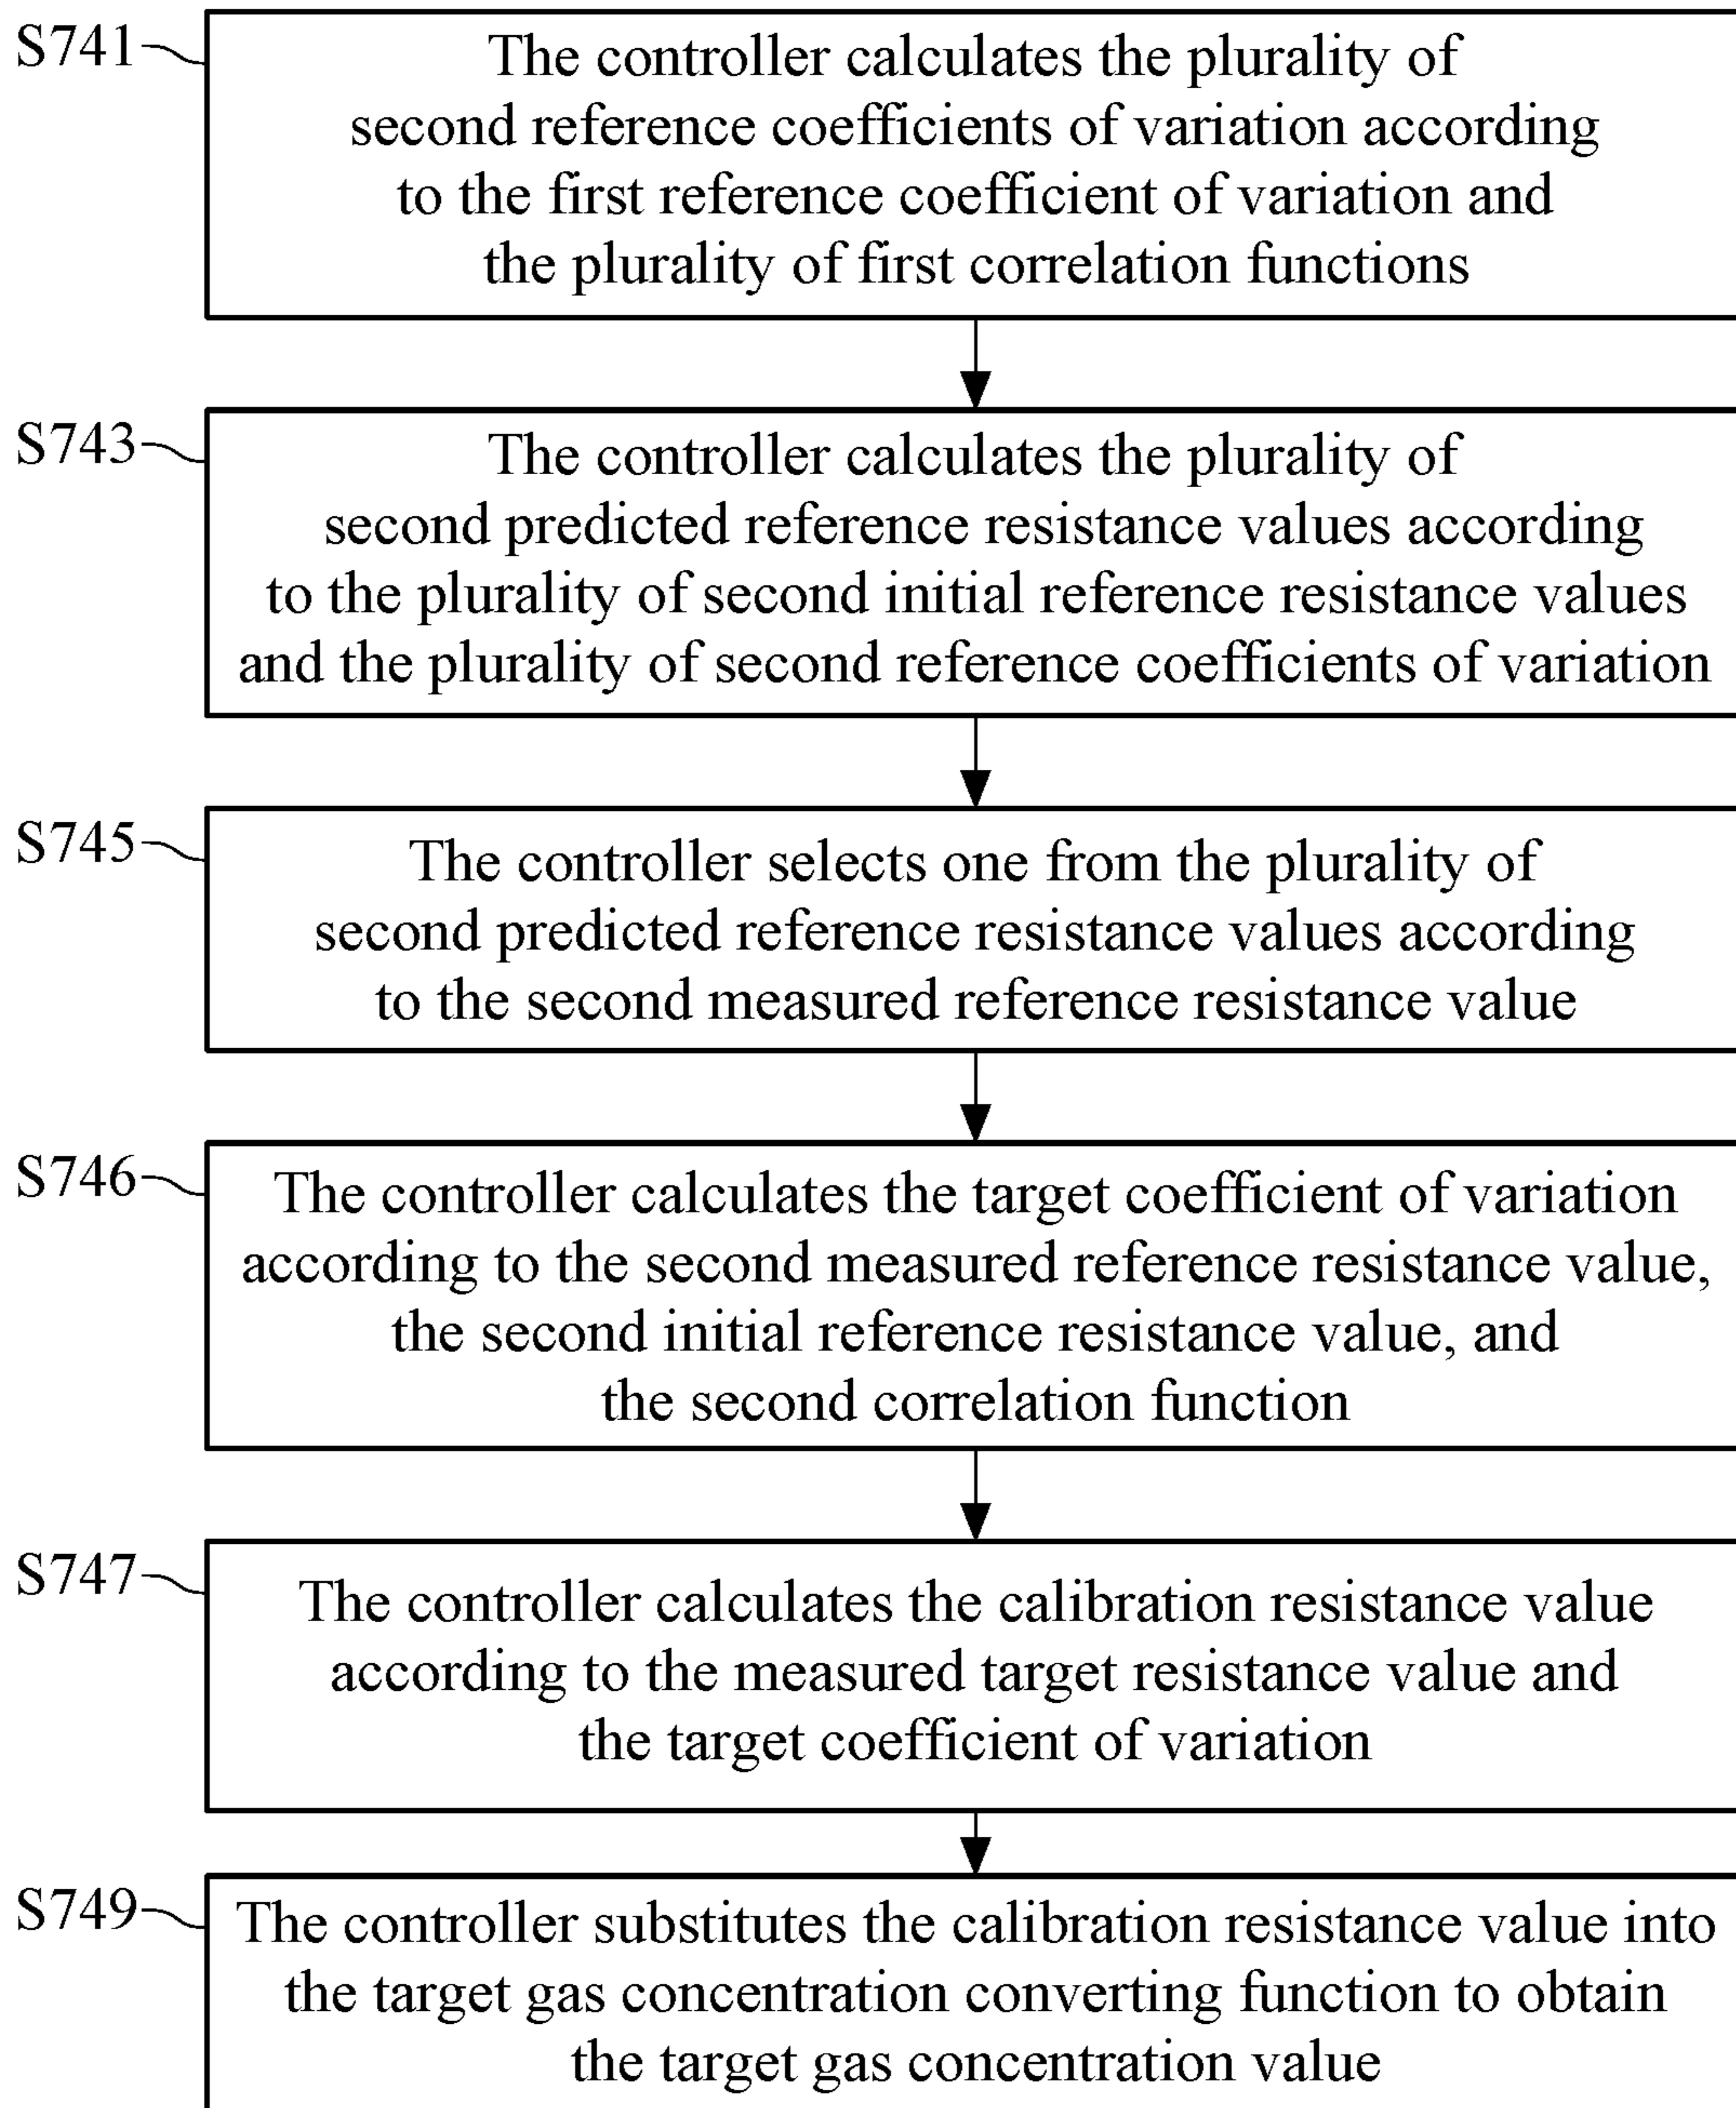 S741
The controller calculates the plurality of
second reference coefficients of variation according
to the first reference coefficient of variation and
the plurality of first correlation functions
S743
The controller calculates the plurality of
second predicted reference resistance values according
to the plurality of second initial reference resistance values
and the plurality of second reference coefficients of variation
S745
The controller selects one from the plurality of
second predicted reference resistance values according
to the second measured reference resistance value
S746
The controller calculates the target coefficient of variation
according to the second measured reference resistance value,
the second initial reference resistance value, and
the second correlation function
S747
The controller calculates the calibration resistance value
according to the measured target resistance value and
the target coefficient of variation
S749
The controller substitutes the calibration resistance value into
the target gas concentration converting function to obtain
the target gas concentration value